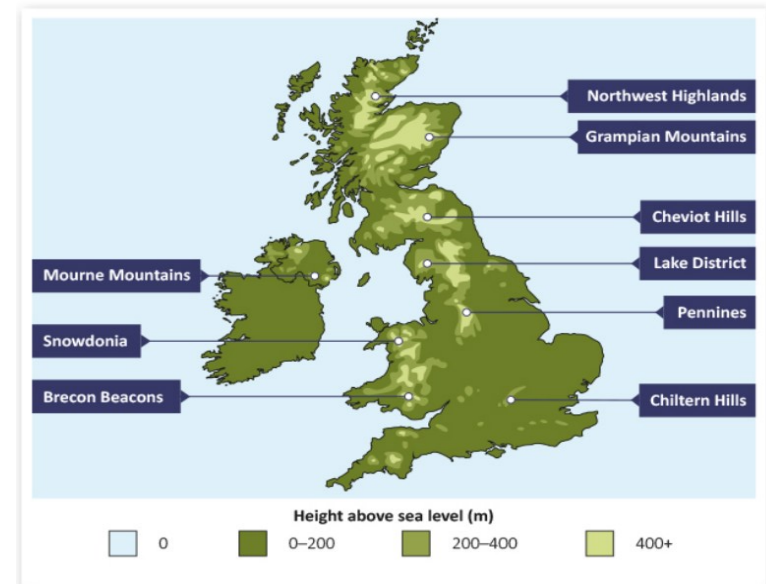 Northwest Highlands
Grampian Mountains
Cheviot Hills
Lake District
Mourne Mountains
Pennines
Snowdonia
Brecon Beacons
Chiltern Hills
Height above sea level (m)
0 0–200 200–400 400+